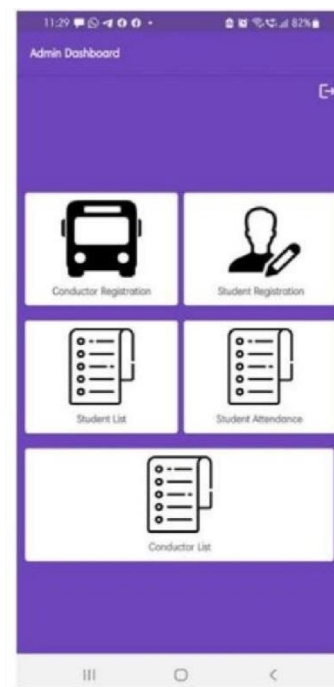 11:29
82%
Admin Dashboard
Conductor Registration
Student Registration
Student List
Student Attendance
Conductor List